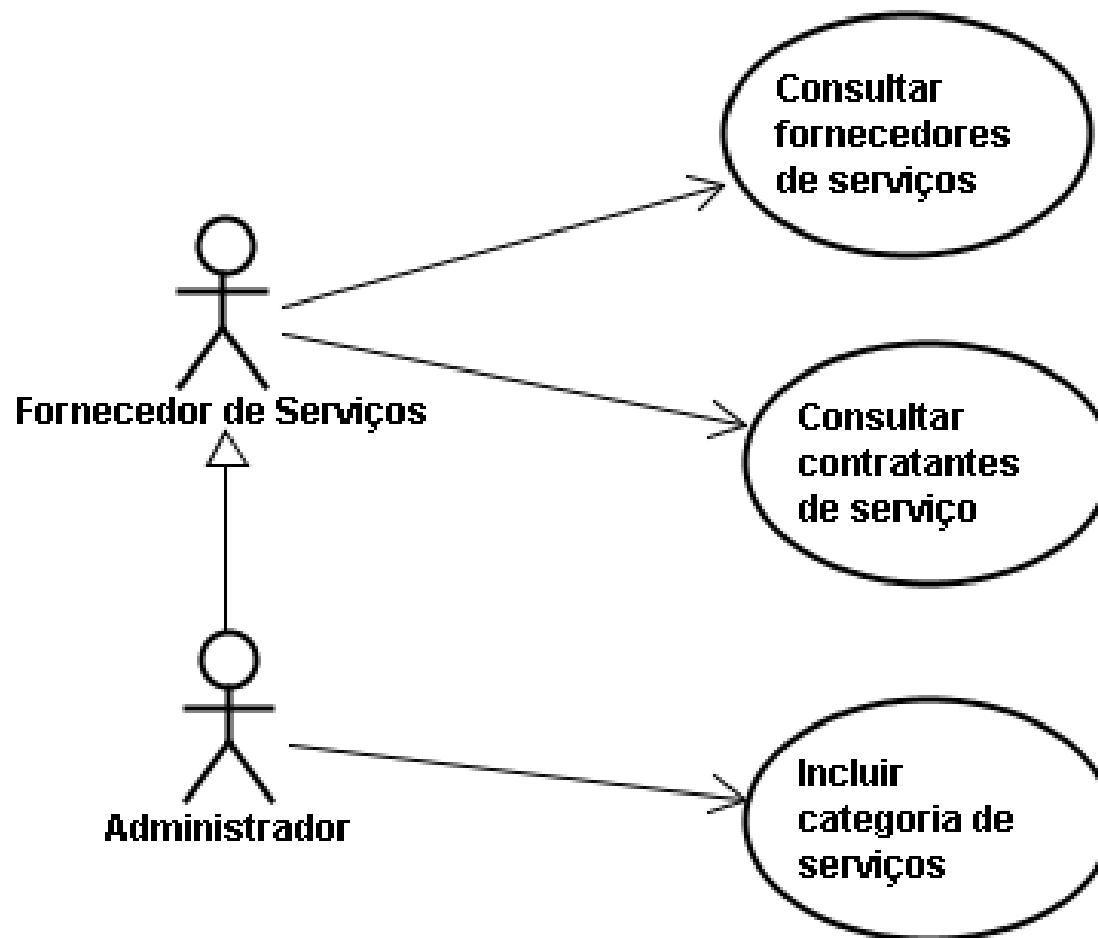 Consultar
fornecedores
de serviços
Fornecedor de Serviços
Consultar
contratantes
de serviço
Incluir
categoria de
serviços
Administrador